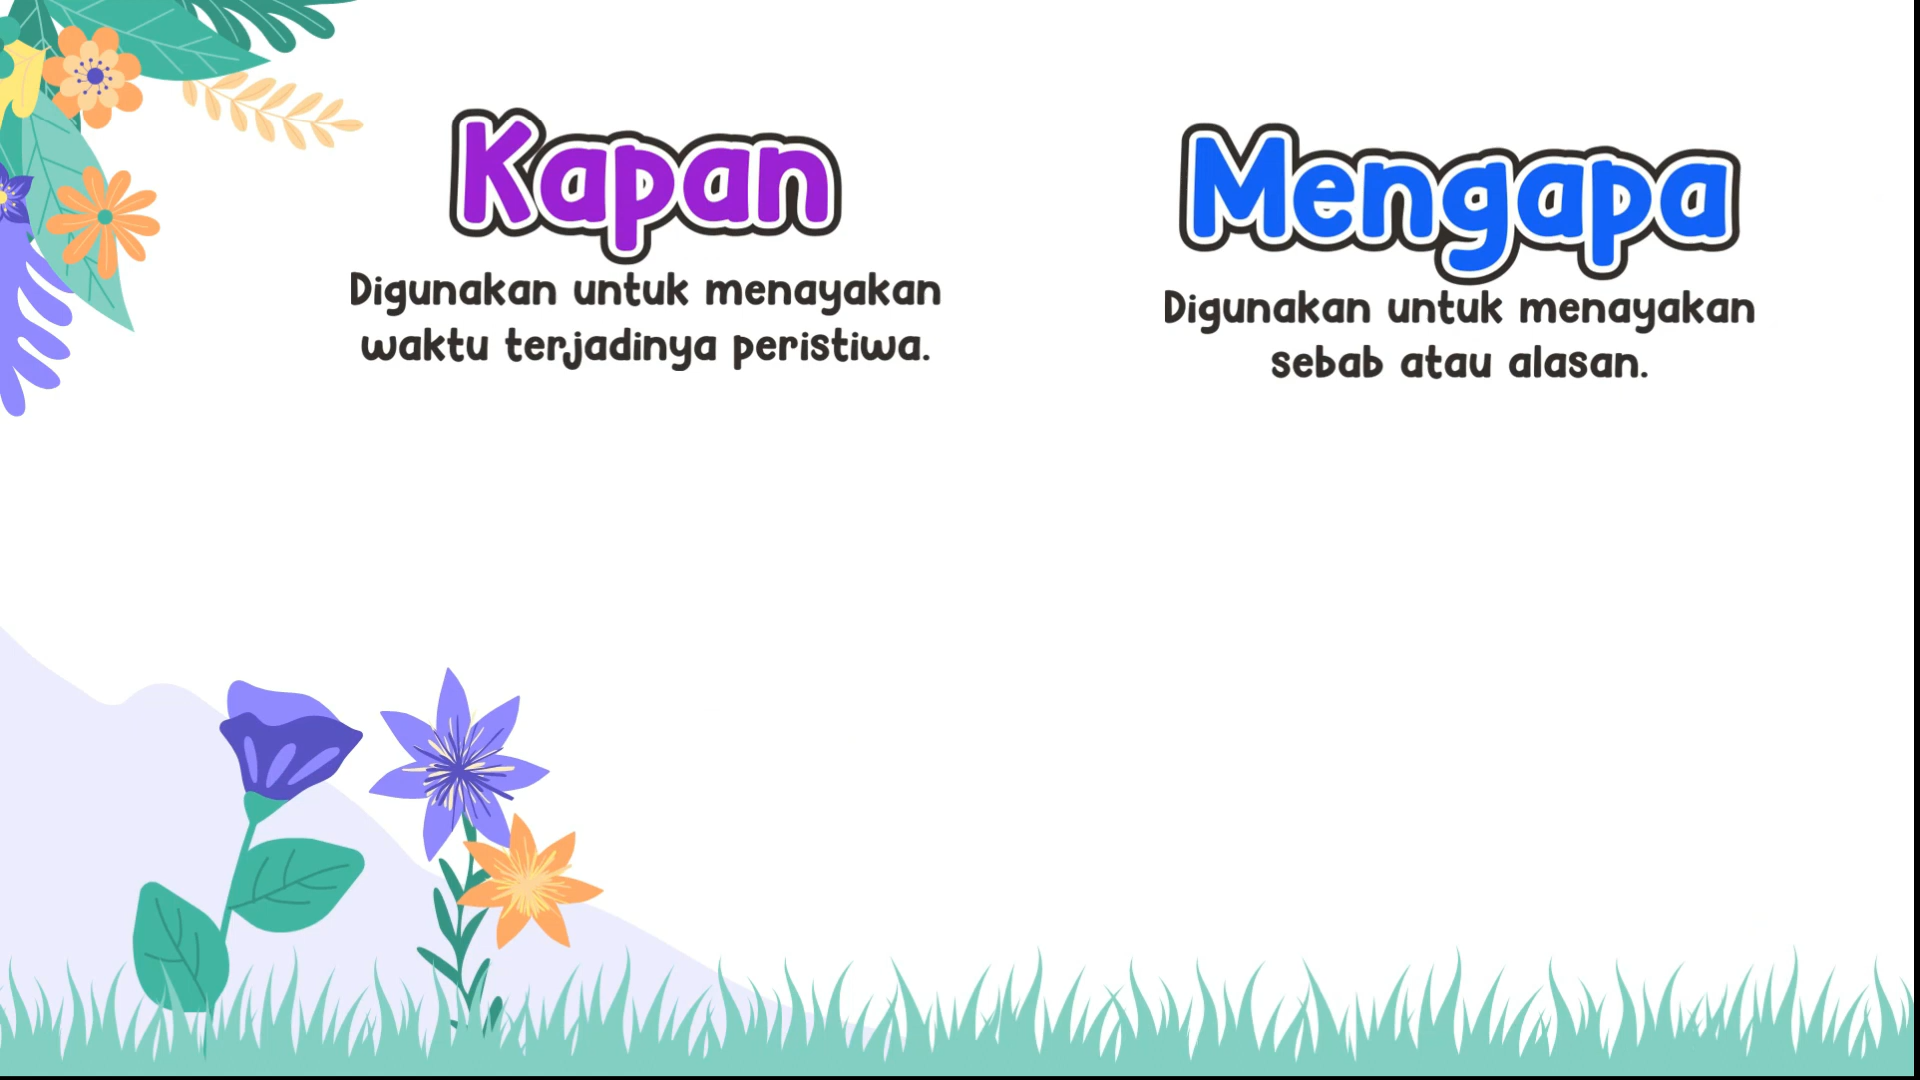 Kapan
Digunakan untuk menayakan
waktu terjadinya peristiwa.
Mengapa
Digunakan untuk menayakan
sebab atau alasan.